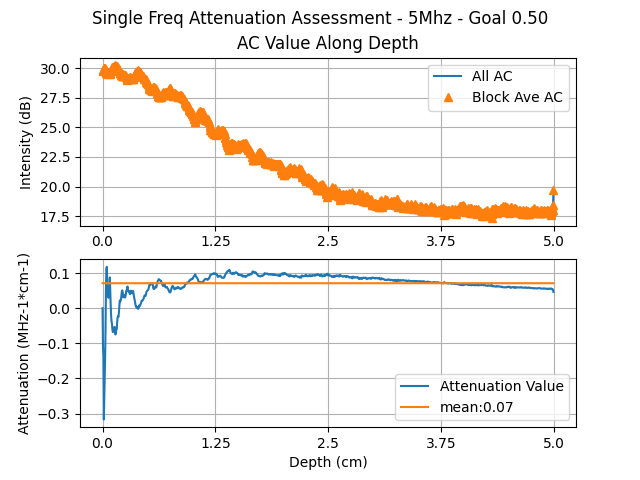 Single Freq Attenuation Assessment - 5Mhz - Goal 0.50
AC Value Along Depth
Intensity (dB)
30.0
27.5
25.0
22.5
20.0
17.5
All AC
Block Ave AC
0.0 1.25 2.5 3.75 5.0
Attenuation (MHz-1*cm-1)
0.1
0.0
−0.1
−0.2
−0.3
Attenuation Value
mean:0.07
0.0 1.25 2.5 3.75 5.0
Depth (cm)